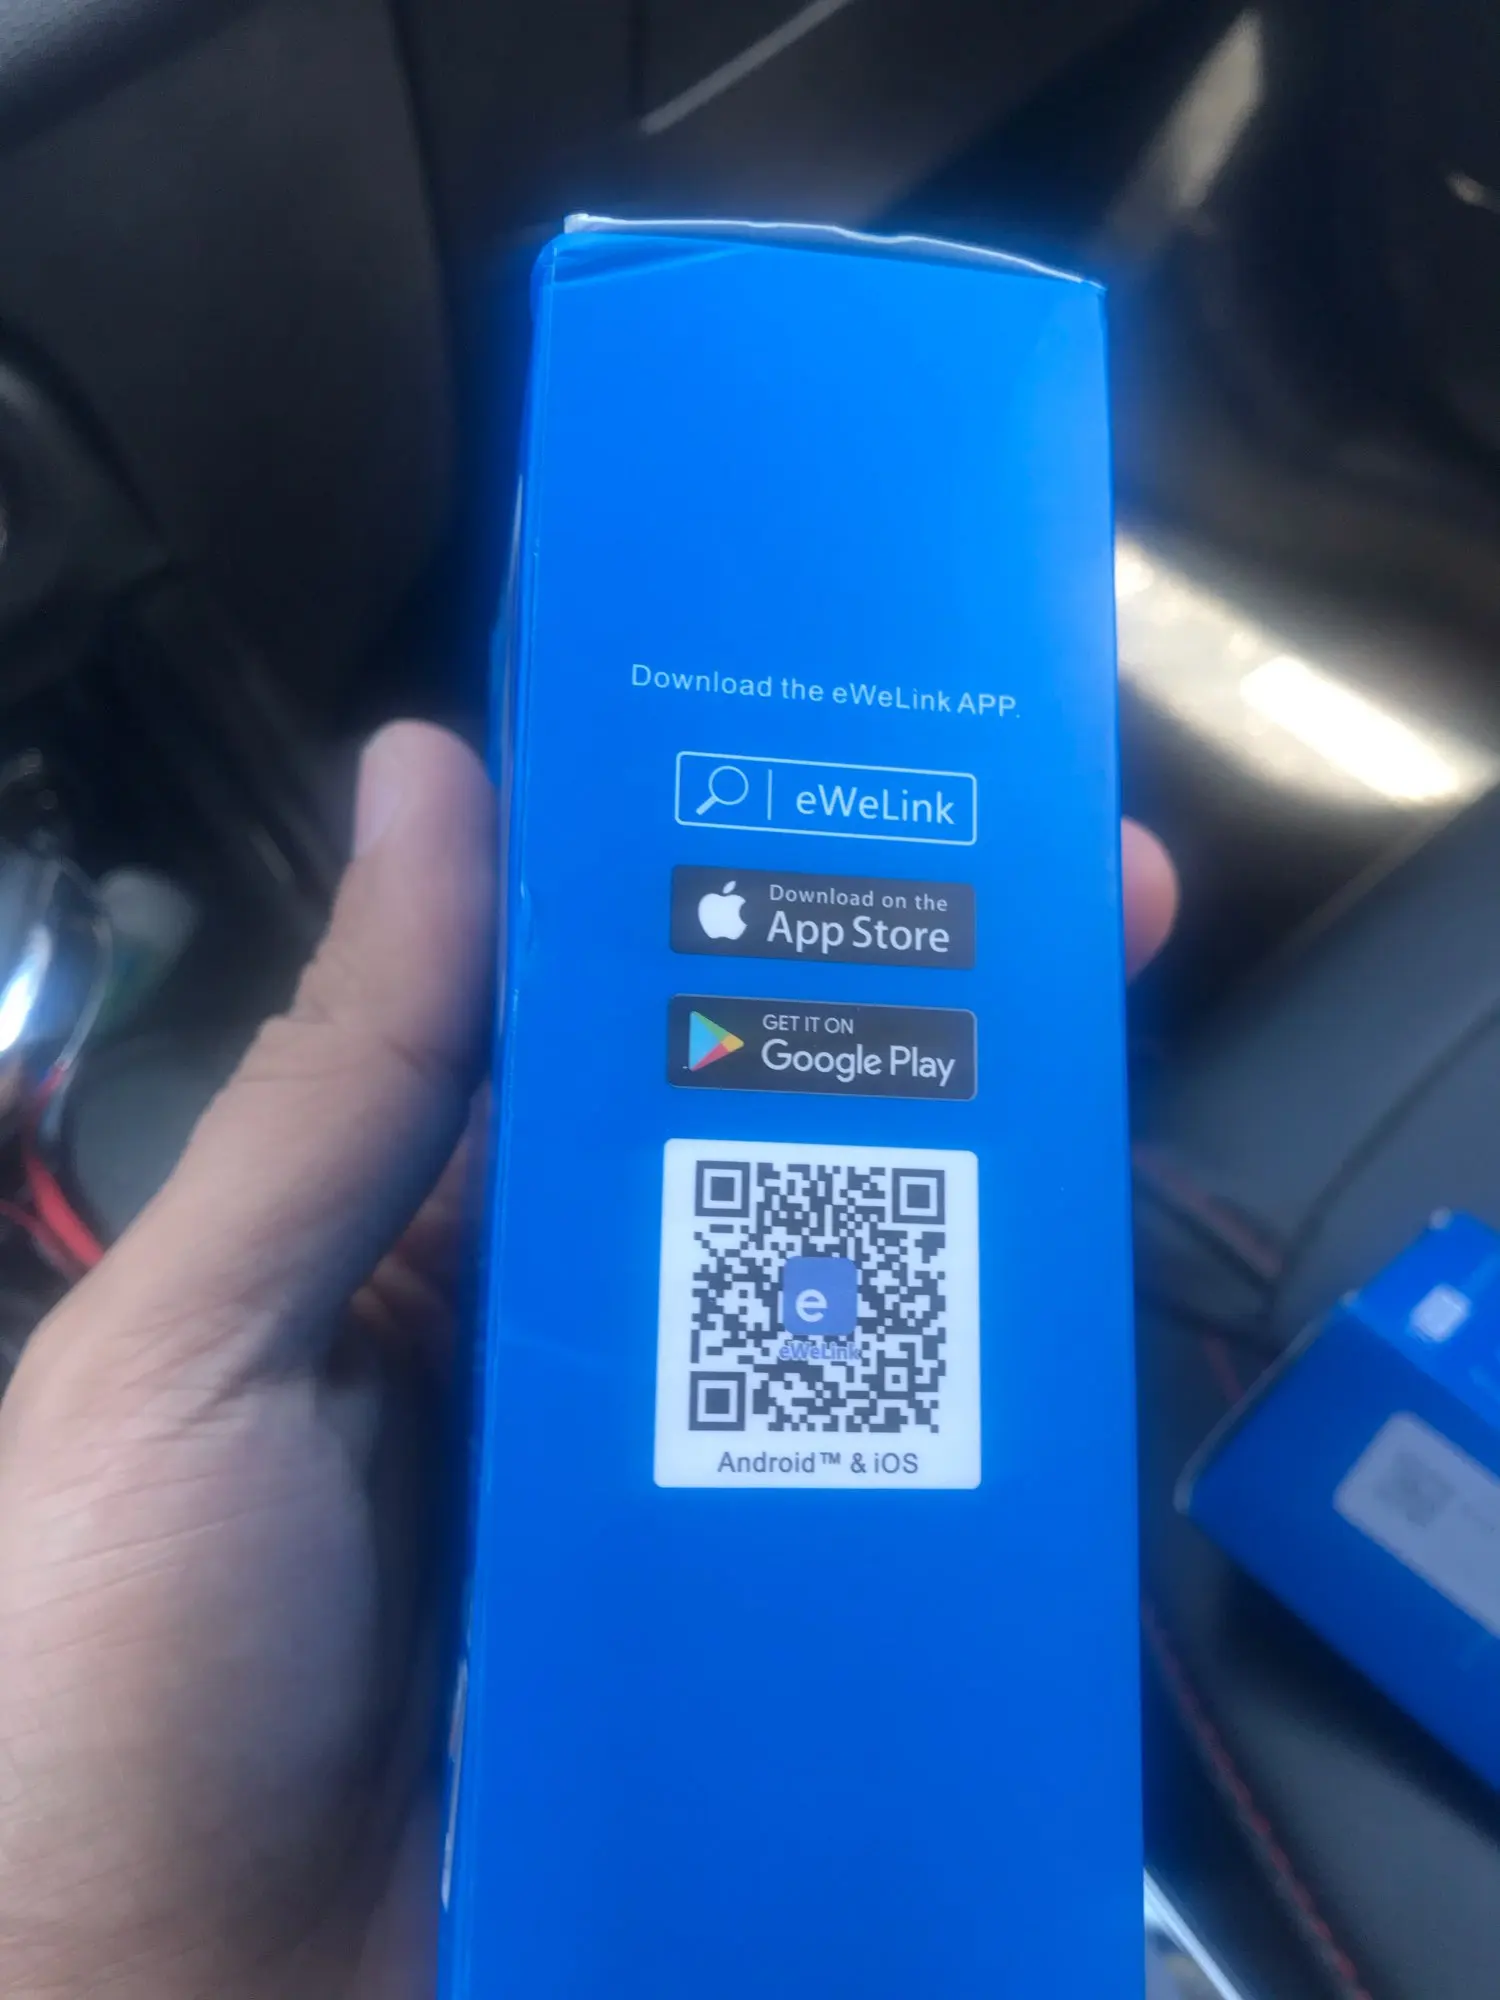 Download the eWeLink APP.
eWeLink
Download on the
App Store
GET IT ON
Google Play
e
eWeLink
Android™ & iOS